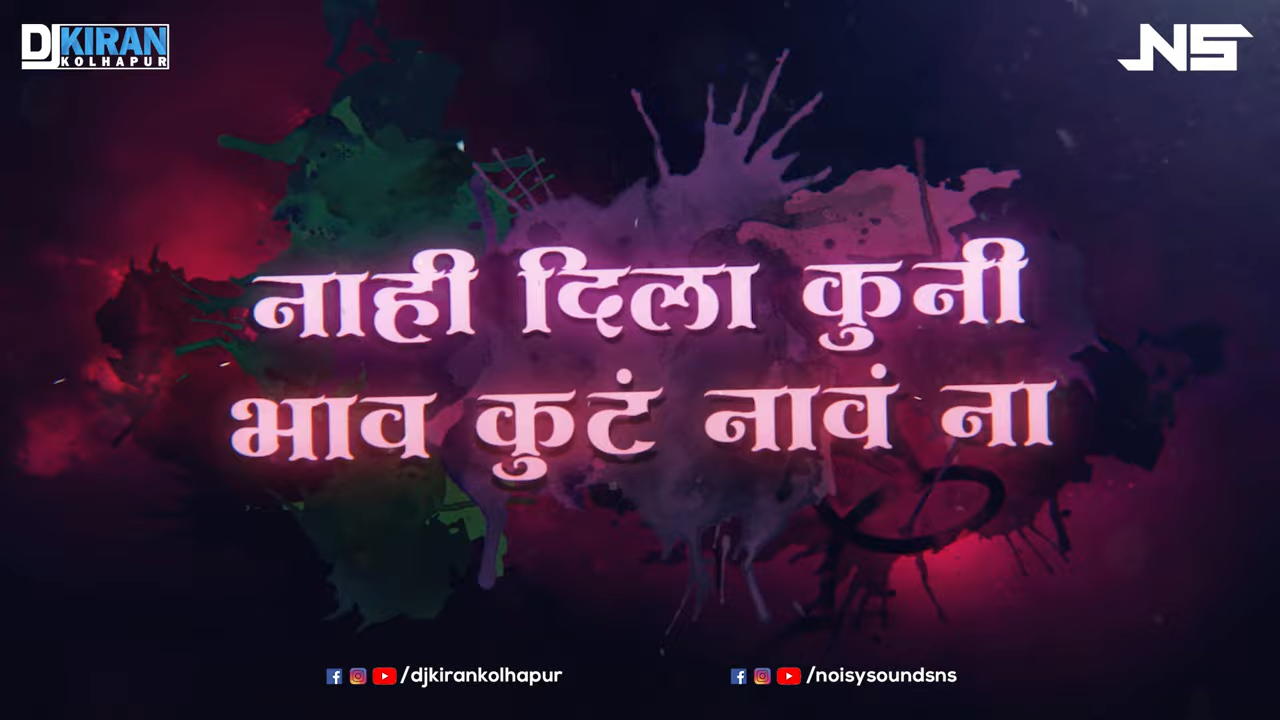 DJ KIRAN
KOLHAPUR
NS
नाही दिला कुनी
भाव कुटं नावं ना
/djkirankolhapur
/noisysoundsns